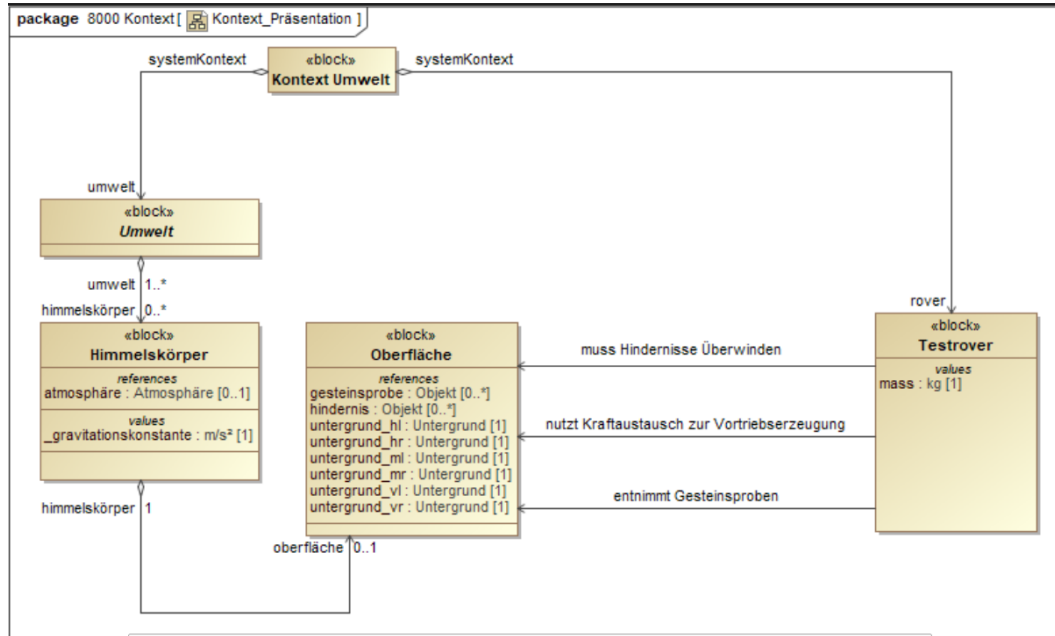 package 8000 Kontext [ Kontext_Präsentation ]
systemKontext
«block»
Kontext Umwelt
systemKontext
umwelt
«block»
Umwelt
umwelt 1..*
himmelskörper 0..*
«block»
Himmelskörper
references
atmosphäre : Atmosphäre [0..1]
values
_gravitationskonstante : m/s² [1]
himmelskörper 1
«block»
Oberfläche
references
gesteinsprobe : Objekt [0..*]
hindernis : Objekt [0..*]
untergrund_hl : Untergrund [1]
untergrund_hr : Untergrund [1]
untergrund_ml : Untergrund [1]
untergrund_mr : Untergrund [1]
untergrund_vl : Untergrund [1]
untergrund_vr : Untergrund [1]
oberfläche 0..1
muss Hindernisse Überwinden
nutzt Kraftaustausch zur Vortriebserzeugung
entnimmt Gesteinsproben
rover
«block»
Testrover
values
mass : kg [1]